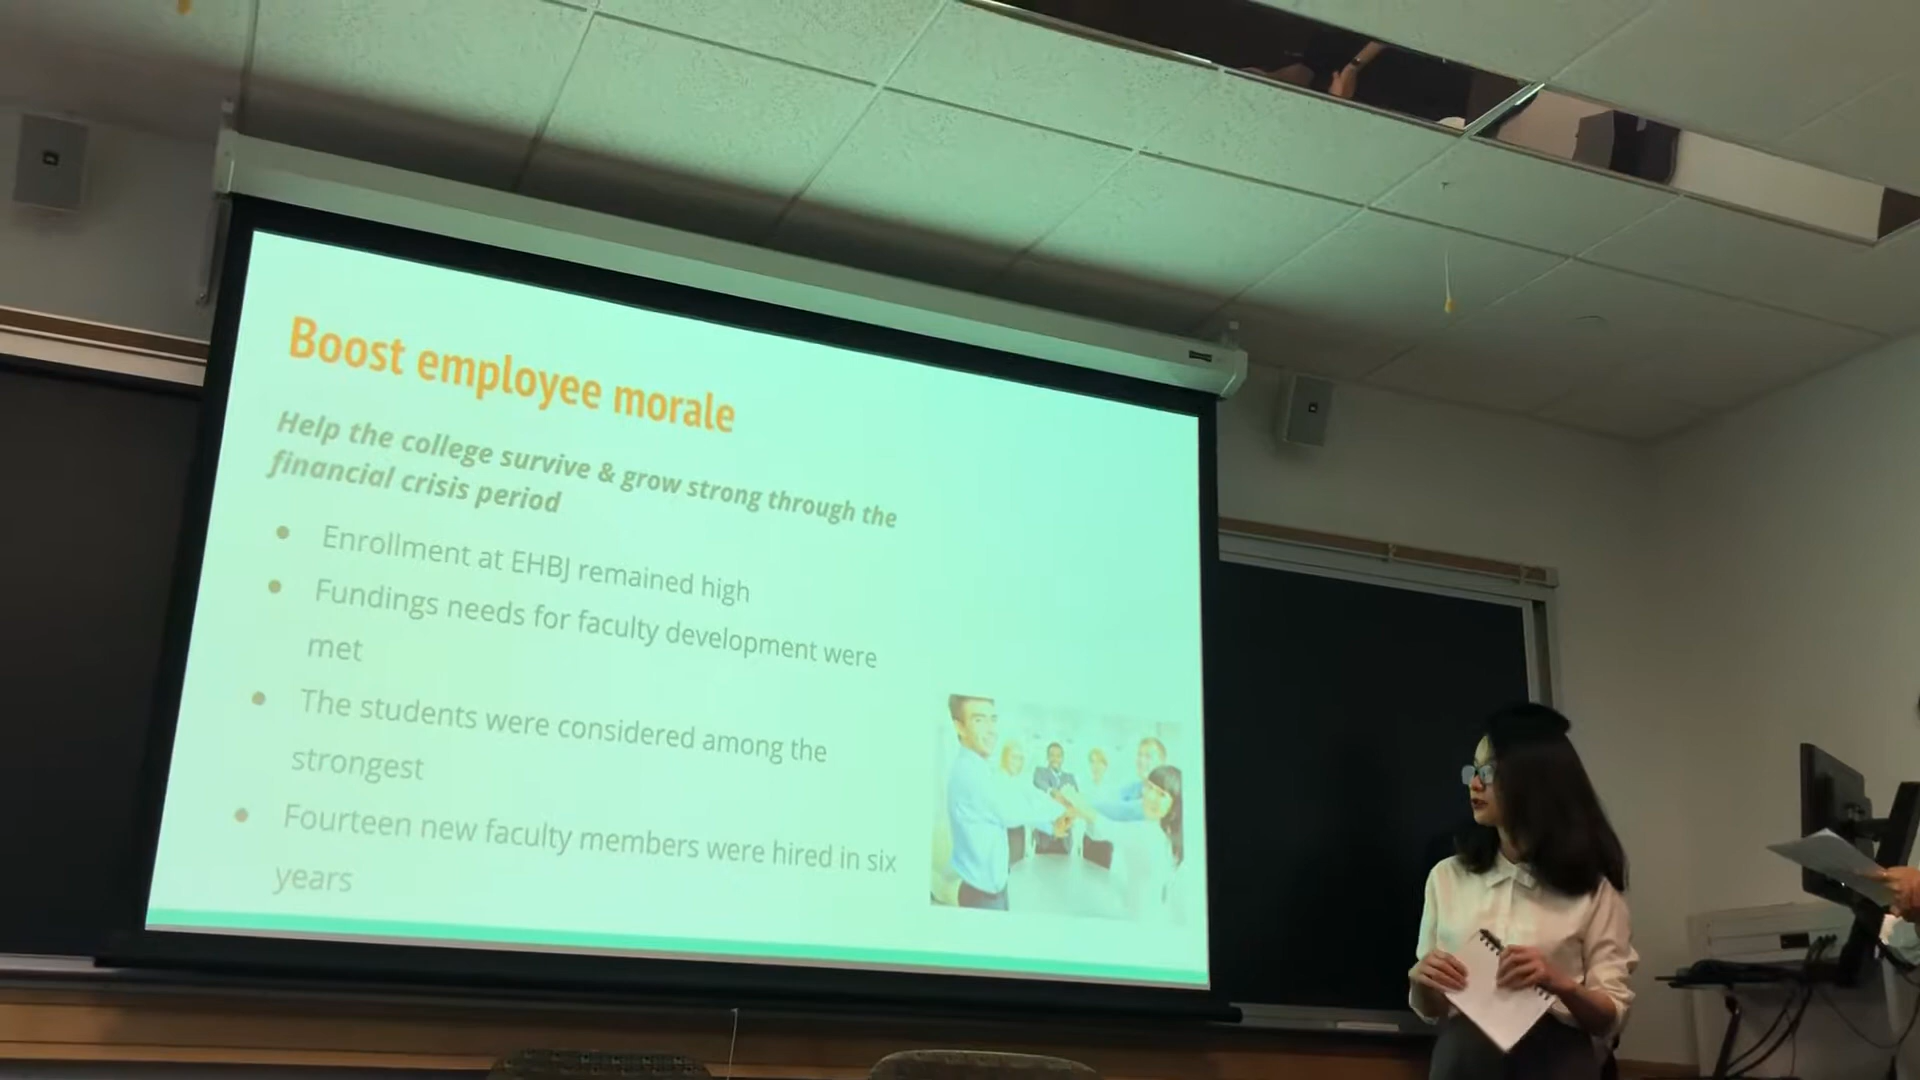 Boost employee morale
Help the college survive & grow strong through the
financial crisis period
Enrollment at EHBJ remained high
Fundings needs for faculty development were
met
The students were considered among the
strongest
Fourteen new faculty members were hired in six
years